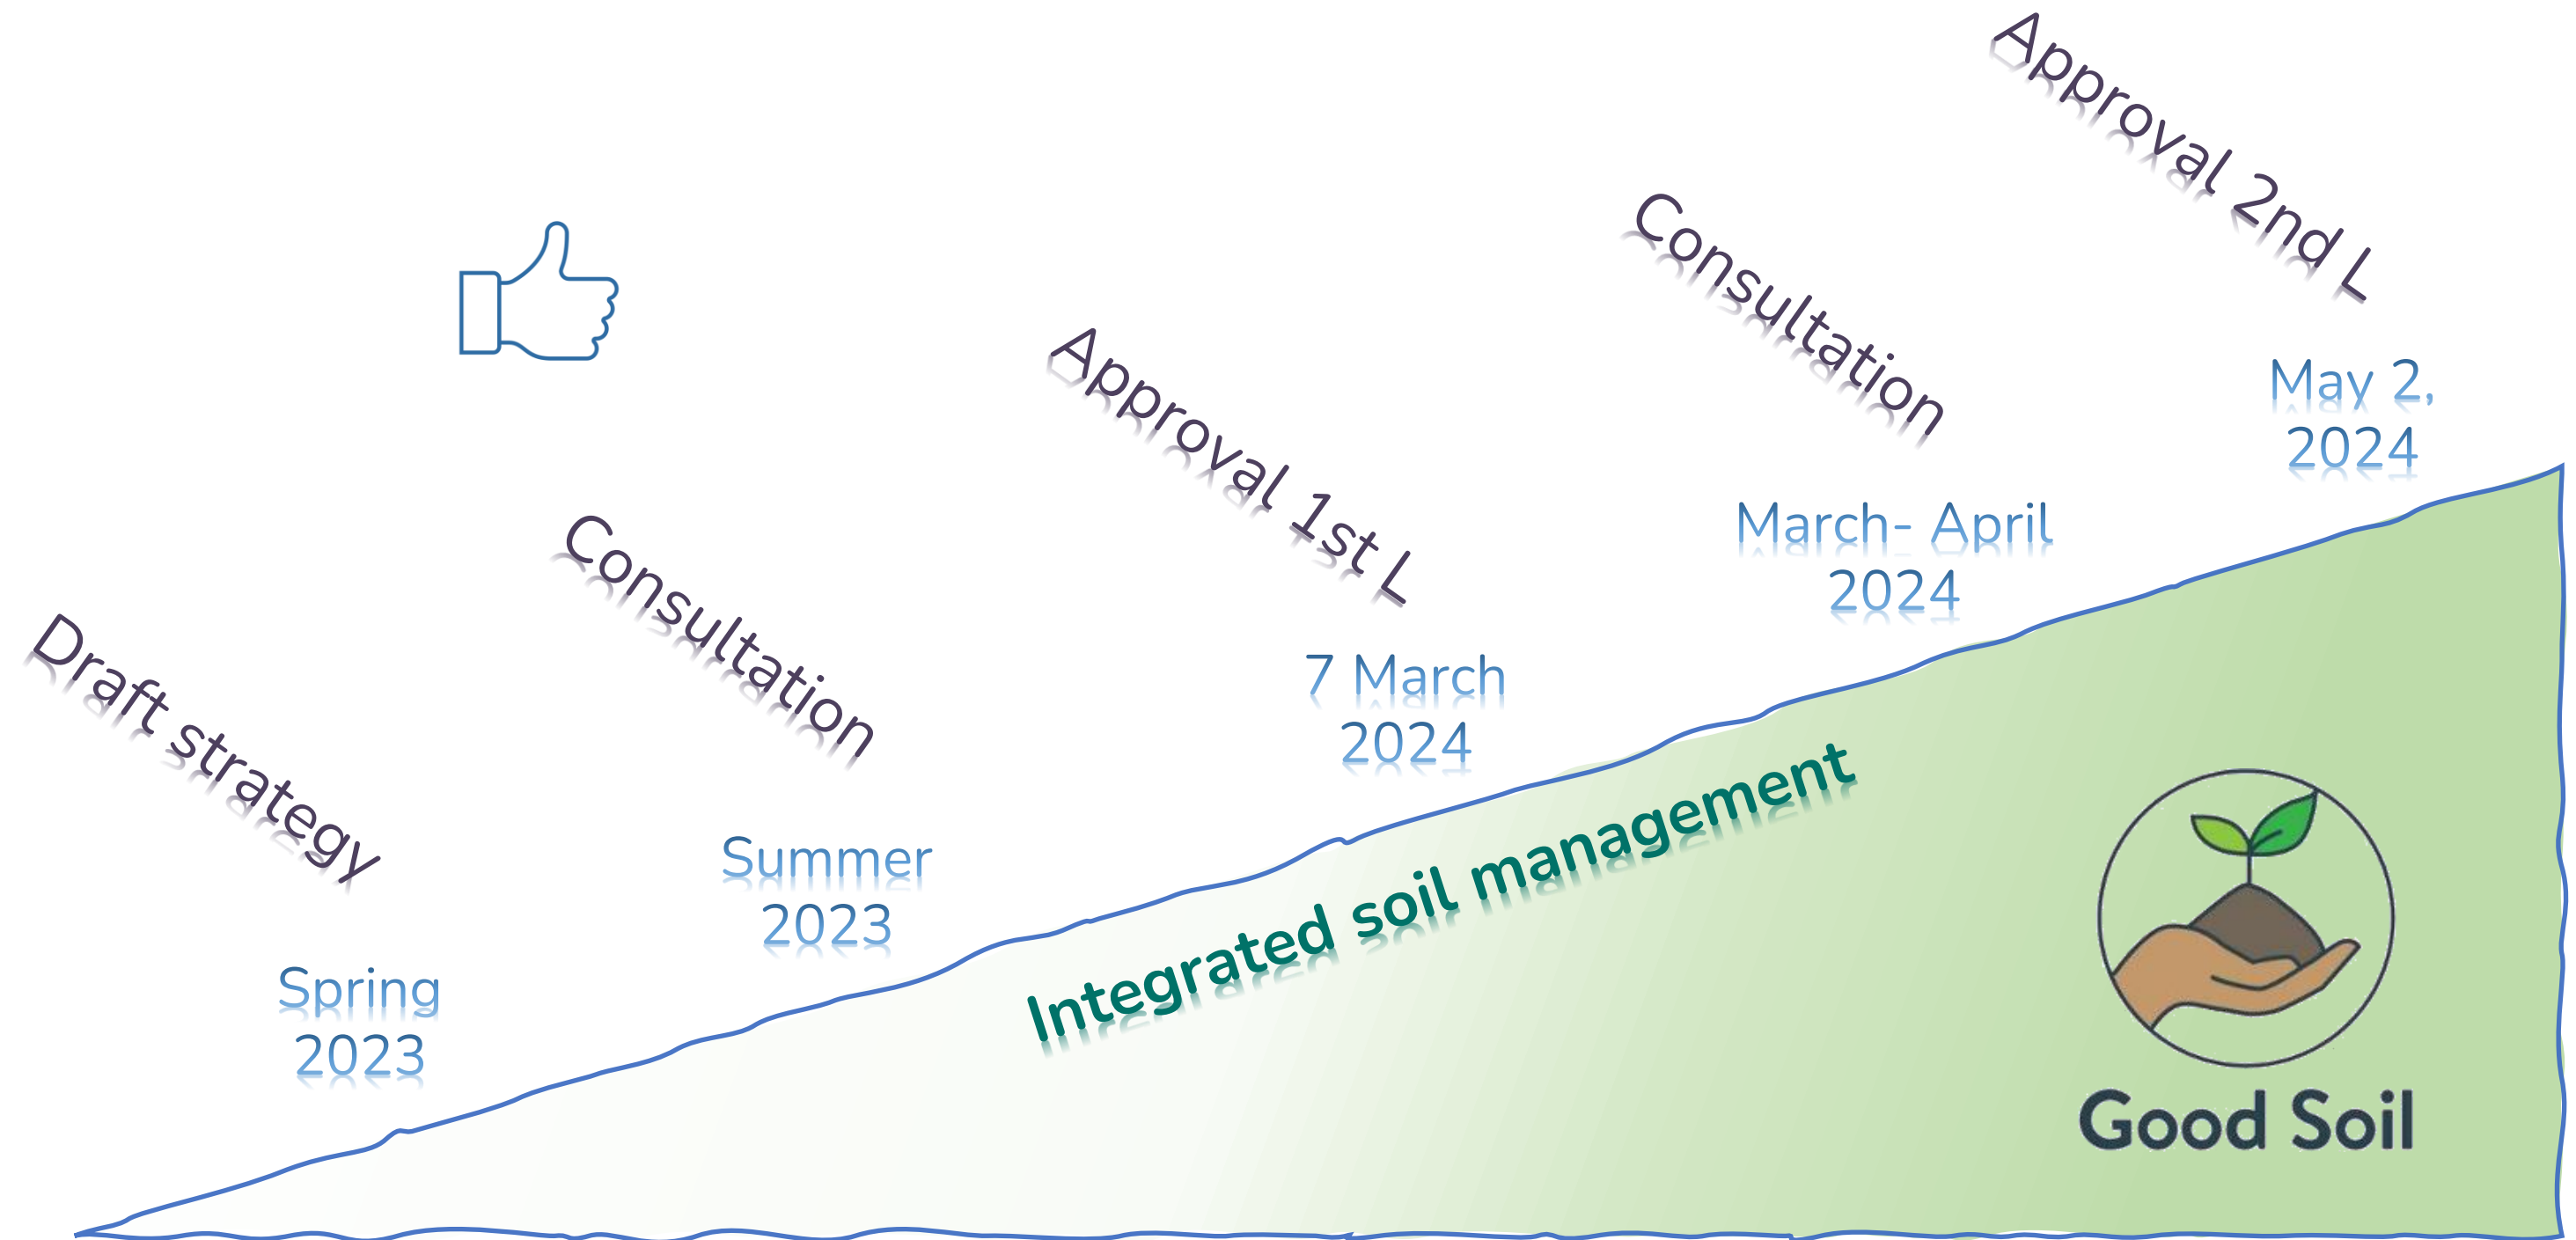 Draft strategy
Spring
2023
Consultation
Summer
2023
Approval 1st L
7 March
2024
Consultation
March- April
2024
Approval 2nd L
May 2,
2024
Integrated soil management
Good Soil